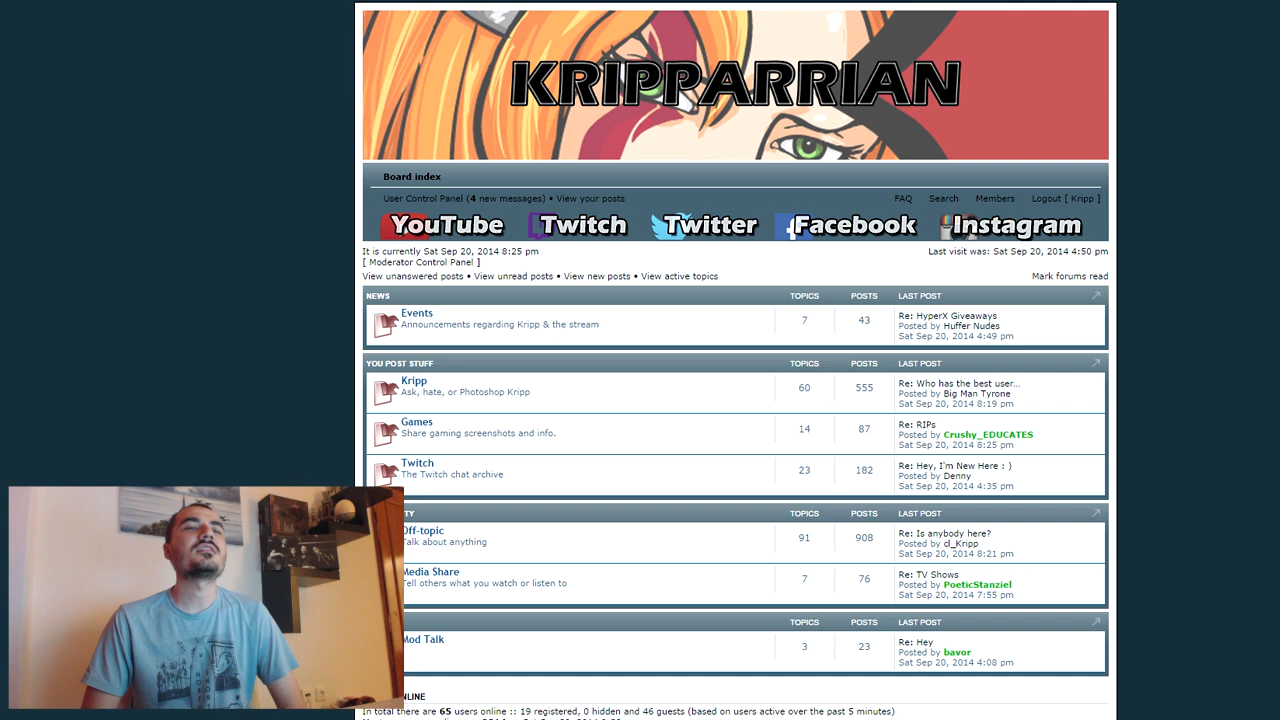 KRIPPARRIAN
Board index
User Control Panel (4 new messages) • View your posts
FAQ Search Members Logout [ Kripp ]
YouTube Twitch Twitter Facebook Instagram
It is currently Sat Sep 20, 2014 8:25 pm
Last visit was: Sat Sep 20, 2014 4:50 pm
[ Moderator Control Panel ]
View unanswered posts • View unread posts • View new posts • View active topics
Mark forums read
NEWS TOPICS POSTS LAST POST
Events
Announcements regarding Kripp & the stream
7 43
Re: HyperX Giveaways
Posted by Huffer Nudes
Sat Sep 20, 2014 4:49 pm
YOU POST STUFF TOPICS POSTS LAST POST
Kripp
Ask, hate, or Photoshop Kripp
60 555
Re: Who has the best user...
Posted by Big Man Tyrone
Sat Sep 20, 2014 8:19 pm
Games
Share gaming screenshots and info.
14 87
Re: RIPs
Posted by Crushy_EDUCATES
Sat Sep 20, 2014 8:25 pm
Twitch
The Twitch chat archive
23 182
Re: Hey, I'm New Here : )
Posted by Denny
Sat Sep 20, 2014 4:35 pm
TY TOPICS POSTS LAST POST
Off-topic
Talk about anything
91 908
Re: Is anybody here?
Posted by cl_Kripp
Sat Sep 20, 2014 8:21 pm
Media Share
Tell others what you watch or listen to
7 76
Re: TV Shows
Posted by PoeticStanziel
Sat Sep 20, 2014 7:55 pm
TOPICS POSTS LAST POST
Mod Talk
3 23
Re: Hey
Posted by bavor
Sat Sep 20, 2014 4:08 pm
NLINE
In total there are 65 users online :: 19 registered, 0 hidden and 46 guests (based on users active over the past 5 minutes)